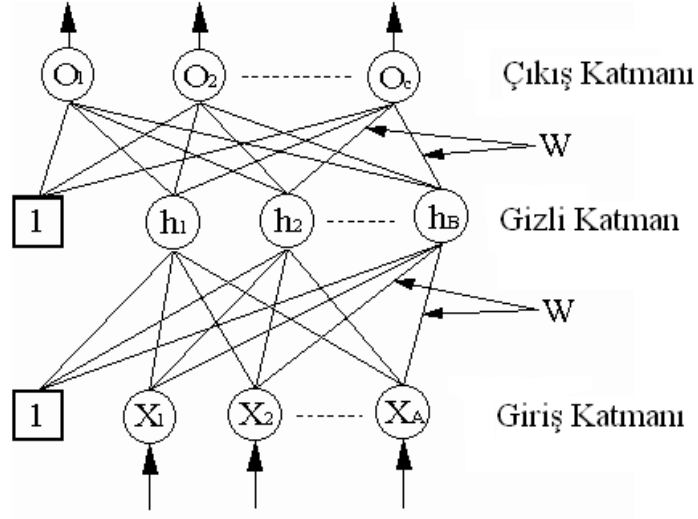 O1 O2 Oc Çıkış Katmanı
W
1 h1 h2 hB Gizli Katman
W
1 X1 X2 XA Giriş Katmanı